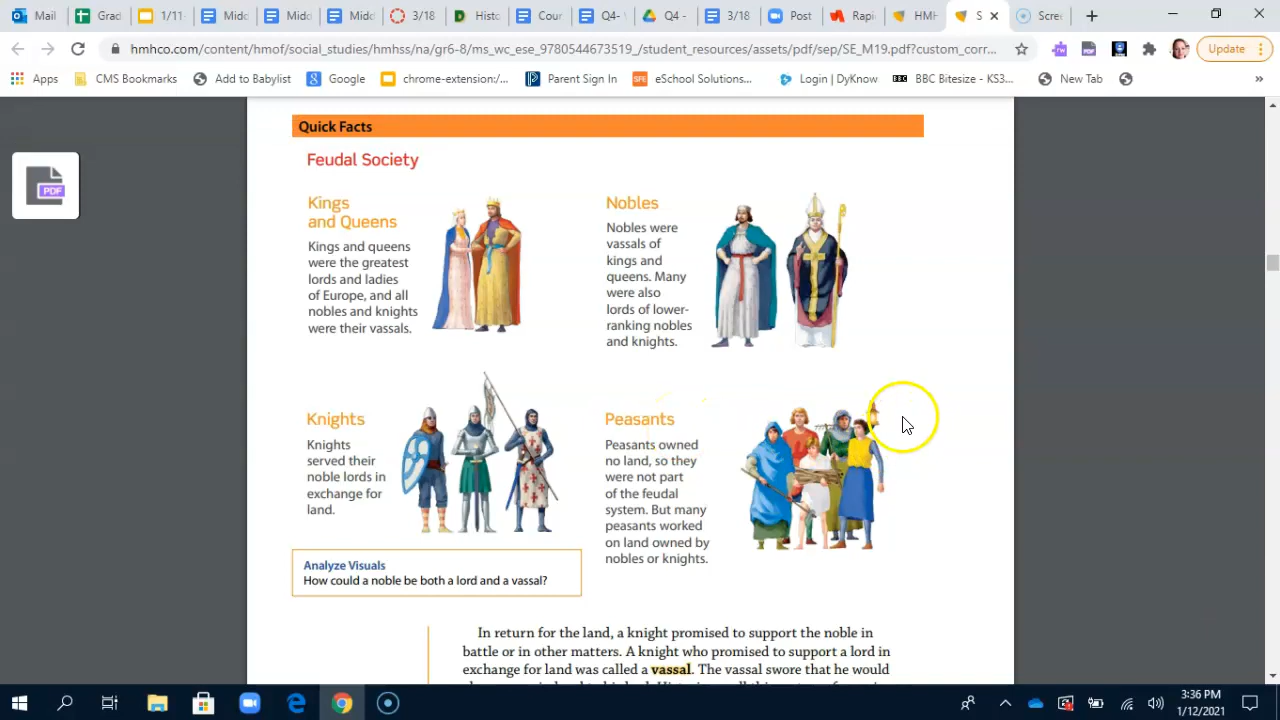 Mail
Grad
1/11
Midd
Midd
Midd
3/18
Histo
Cour
Q4-
Q4 -
3/18
Post
Rapi
HMH
S
Scre
hmhco.com/content/hmof/social_studies/hmhss/na/gr6-8/ms_wc_ese_9780544673519_/student_resources/assets/pdf/sep/SE_M19.pdf?custom_corr...
Update
Apps
CMS Bookmarks
Add to Babylist
Google
chrome-extension:/...
Parent Sign In
eSchool Solutions...
Login | DyKnow
BBC Bitesize - KS3...
New Tab
»
PDF
Quick Facts
Feudal Society
Kings
and Queens
Kings and queens
were the greatest
lords and ladies
of Europe, and all
nobles and knights
were their vassals.
Nobles
Nobles were
vassals of
kings and
queens. Many
were also
lords of lower-
ranking nobles
and knights.
Knights
Knights
served their
noble lords in
exchange for
land.
Peasants
Peasants owned
no land, so they
were not part
of the feudal
system. But many
peasants worked
on land owned by
nobles or knights.
Analyze Visuals
How could a noble be both a lord and a vassal?
In return for the land, a knight promised to support the noble in
battle or in other matters. A knight who promised to support a lord in
exchange for land was called a vassal. The vassal swore that he would
3:36 PM
1/12/2021